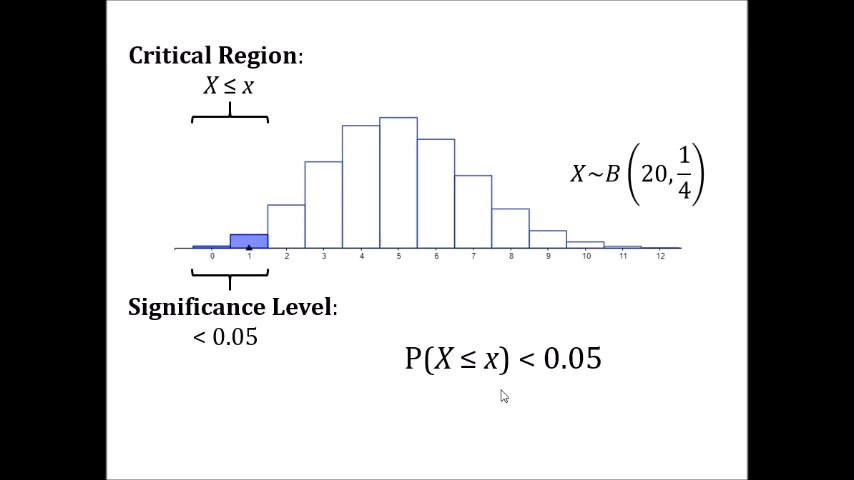 Critical Region:
X ≤ x
X~B(20, 1/4)
0 1 2 3 4 5 6 7 8 9 10 11 12
Significance Level:
< 0.05
P(X ≤ x) < 0.05